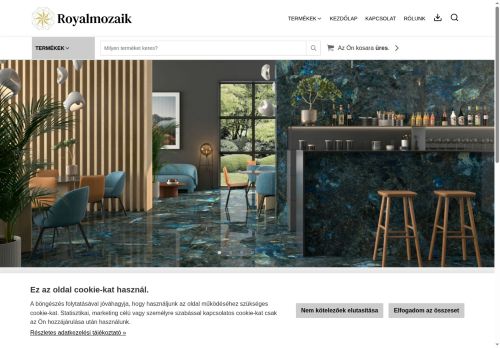 Royalmozaik
TERMÉKEK KEZDŐLAP KAPCSOLAT RÓLUNK
TERMÉKEK
Milyen terméket keres?
Az Ön kosara üres.
Ez az oldal cookie-kat használ.
A böngészés folytatásával jóváhagyja, hogy használjunk az oldal működéséhez szükséges
cookie-kat. Statisztikai, marketing célú vagy személyre szabással kapcsolatos cookie-kat csak
az Ön hozzájárulása után használunk.
Részletes adatkezelési tájékoztató »
Nem kötelezőek elutasítása
Elfogadom az összeset